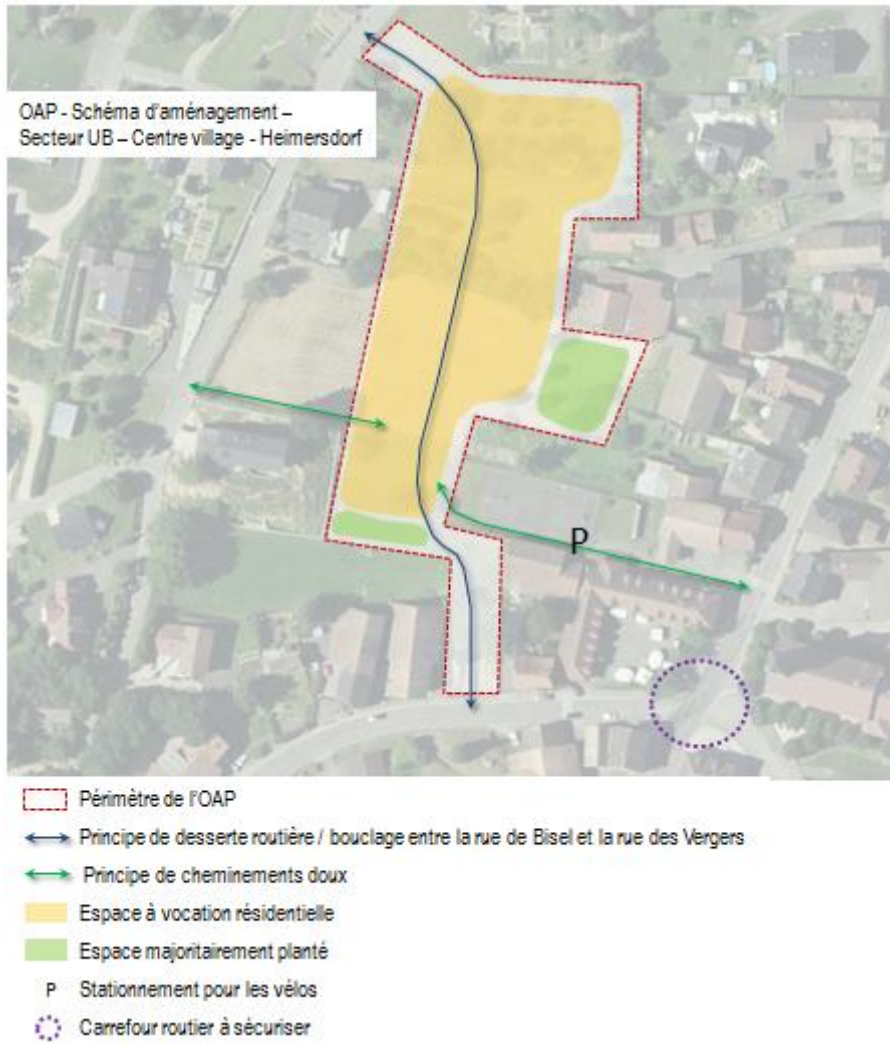 OAP - Schéma d'aménagement –
Secteur UB – Centre village - Heimersdorf
P
Périmètre de l'OAP
Principe de desserte routière / bouclage entre la rue de Bisel et la rue des Vergers
Principe de cheminements doux
Espace à vocation résidentielle
Espace majoritairement planté
P Stationnement pour les vélos
Carrefour routier à sécuriser